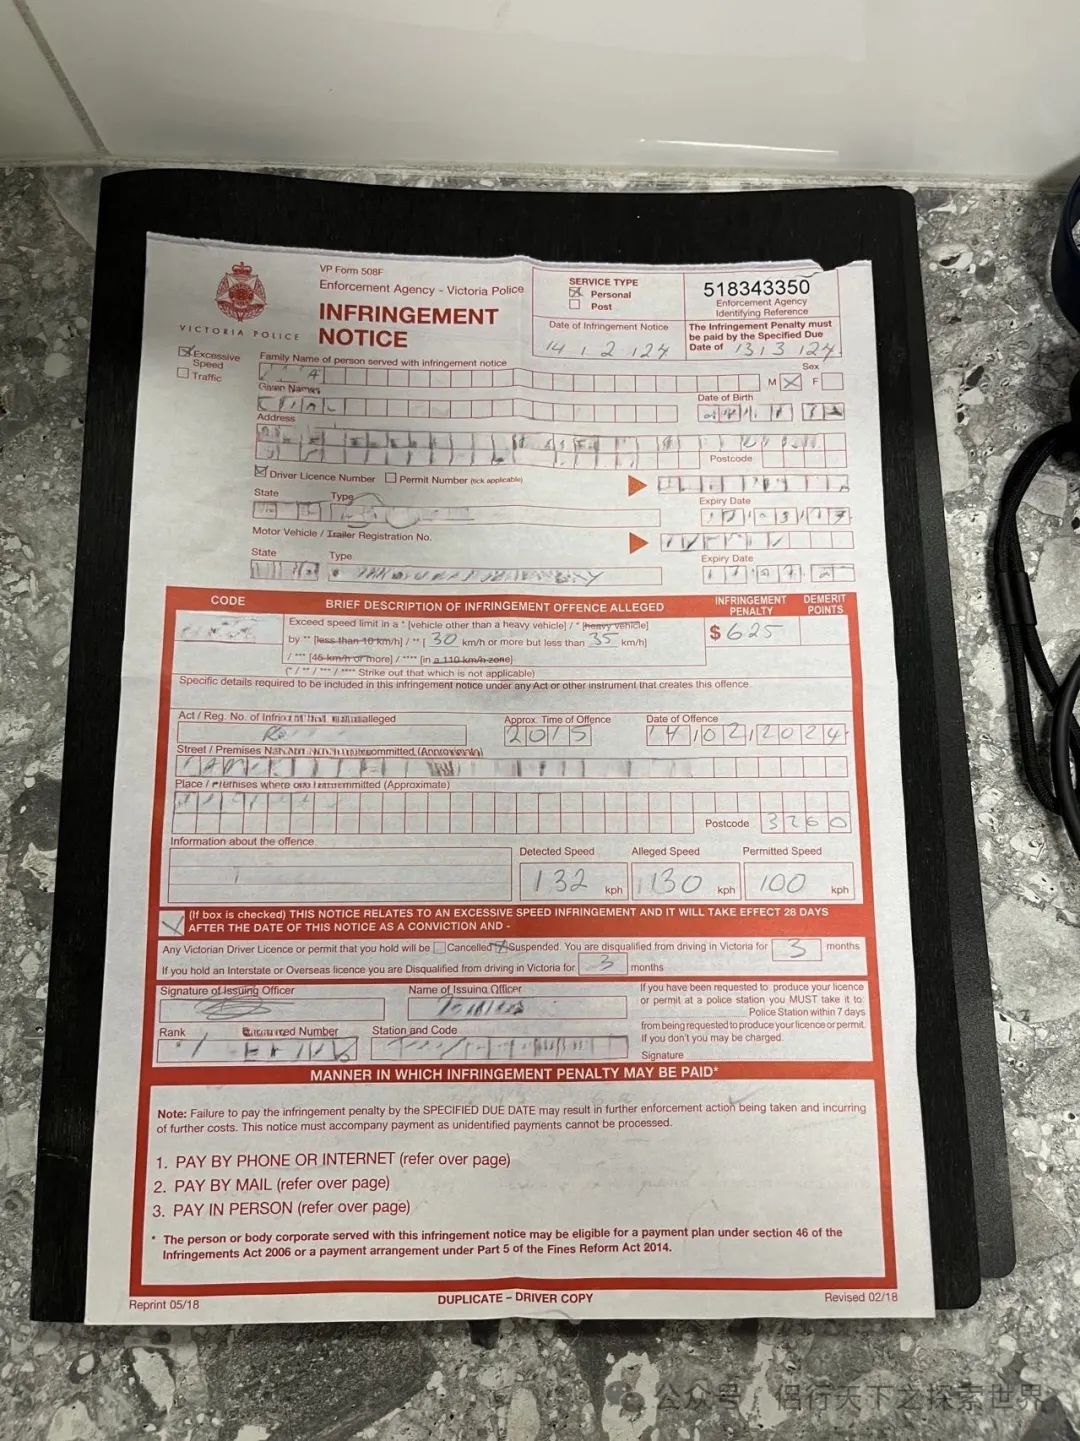 VP Form 508F
Enforcement Agency - Victoria Police
INFRINGEMENT
NOTICE
VICTORIA POLICE
SERVICE TYPE
Personal
Post
518343350
Enforcement Agency
Identifying Reference
Date of Infringement Notice
14 / 2 / 24
The Infringement Penalty must
be paid by the Specified Due
Date of 13/3/24
Excessive
Speed
Traffic
Family Name of person served with infringement notice
Sex
M F
Given Names
Date of Birth
Address
Postcode
Driver Licence Number Permit Number (tick applicable)
State Type
Expiry Date
Motor Vehicle / Trailer Registration No.
State Type
Expiry Date
CODE
BRIEF DESCRIPTION OF INFRINGEMENT OFFENCE ALLEGED
INFRINGEMENT
PENALTY
DEMERIT
POINTS
Exceed speed limit in a * [vehicle other than a heavy vehicle] / * [heavy vehicle]
by ** [less than 10 km/h] / ** [ 30 km/h or more but less than 35 km/h]
/ *** [45 km/h or more] / **** [in a 110 km/h zone]
(* / ** / *** / **** Strike out that which is not applicable)
$ 625
Specific details required to be included in this infringement notice under any Act or other instrument that creates this offence
Act / Reg. No. of alleged
Approx. Time of Offence
2015
Date of Offence
14022024
Street / Premises committed (Approximate)
Place / Premises where committed (Approximate)
Postcode 3260
Information about the offence
Detected Speed
132 kph
Alleged Speed
130 kph
Permitted Speed
100 kph
(If box is checked) THIS NOTICE RELATES TO AN EXCESSIVE SPEED INFRINGEMENT AND IT WILL TAKE EFFECT 28 DAYS
AFTER THE DATE OF THIS NOTICE AS A CONVICTION AND -
Any Victorian Driver Licence or permit that you hold will be Cancelled Suspended. You are disqualified from driving in Victoria for 3 months
If you hold an Interstate or Overseas licence you are Disqualified from driving in Victoria for 3 months
Signature of Issuing Officer
Name of Issuing Officer
Rank
Number
Station and Code
If you have been requested to produce your licence
or permit at a police station you MUST take it to:
Police Station within 7 days
from being requested to produce your licence or permit.
If you don't you may be charged.
Signature
MANNER IN WHICH INFRINGEMENT PENALTY MAY BE PAID*
Note: Failure to pay the infringement penalty by the SPECIFIED DUE DATE may result in further enforcement action being taken and incurring
of further costs. This notice must accompany payment as unidentified payments cannot be processed.
1. PAY BY PHONE OR INTERNET (refer over page)
2. PAY BY MAIL (refer over page)
3. PAY IN PERSON (refer over page)
* The person or body corporate served with this infringement notice may be eligible for a payment plan under section 46 of the
Infringements Act 2006 or a payment arrangement under Part 5 of the Fines Reform Act 2014.
Reprint 05/18
DUPLICATE – DRIVER COPY
Revised 02/18
公众号 · 侣行天下之探索世界